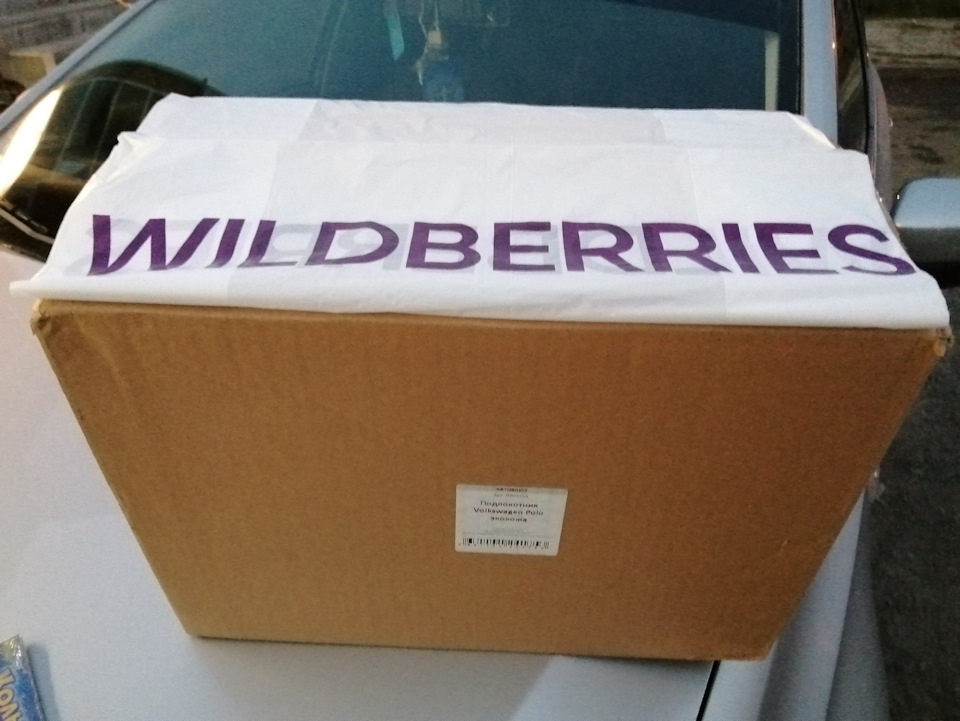 WILDBERRIES
Подлокотник
Volkswagen Polo
экокожа